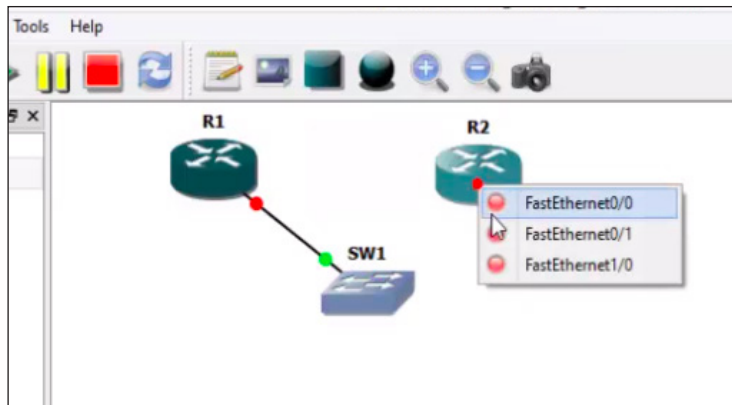 Tools Help
R1
R2
FastEthernet0/0
FastEthernet0/1
SW1
FastEthernet1/0